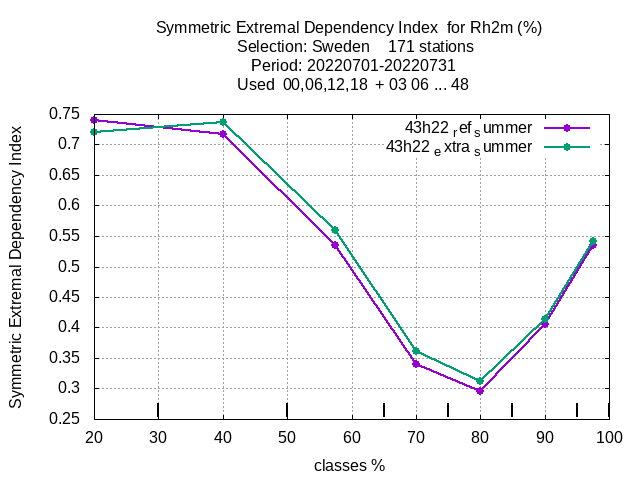 Symmetric Extremal Dependency Index  for Rh2m (%)
Selection: Sweden    171 stations
Period: 20220701-20220731
Used  00,06,12,18  + 03 06 ... 48
43h22 ref summer
43h22 extra summer
Symmetric Extremal Dependency Index
0.75
0.7
0.65
0.6
0.55
0.5
0.45
0.4
0.35
0.3
0.25
20 30 40 50 60 70 80 90 100
classes %